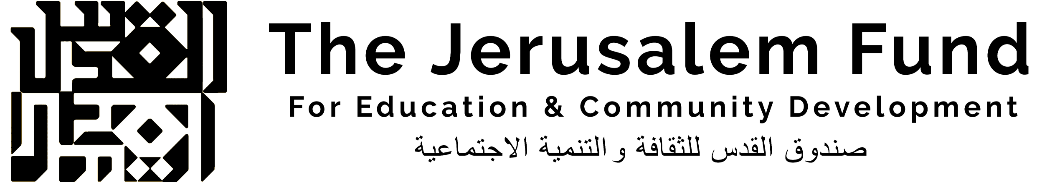 The Jerusalem Fund
For Education & Community Development
صندوق القدس للثقافة و التنمية الاجتماعية